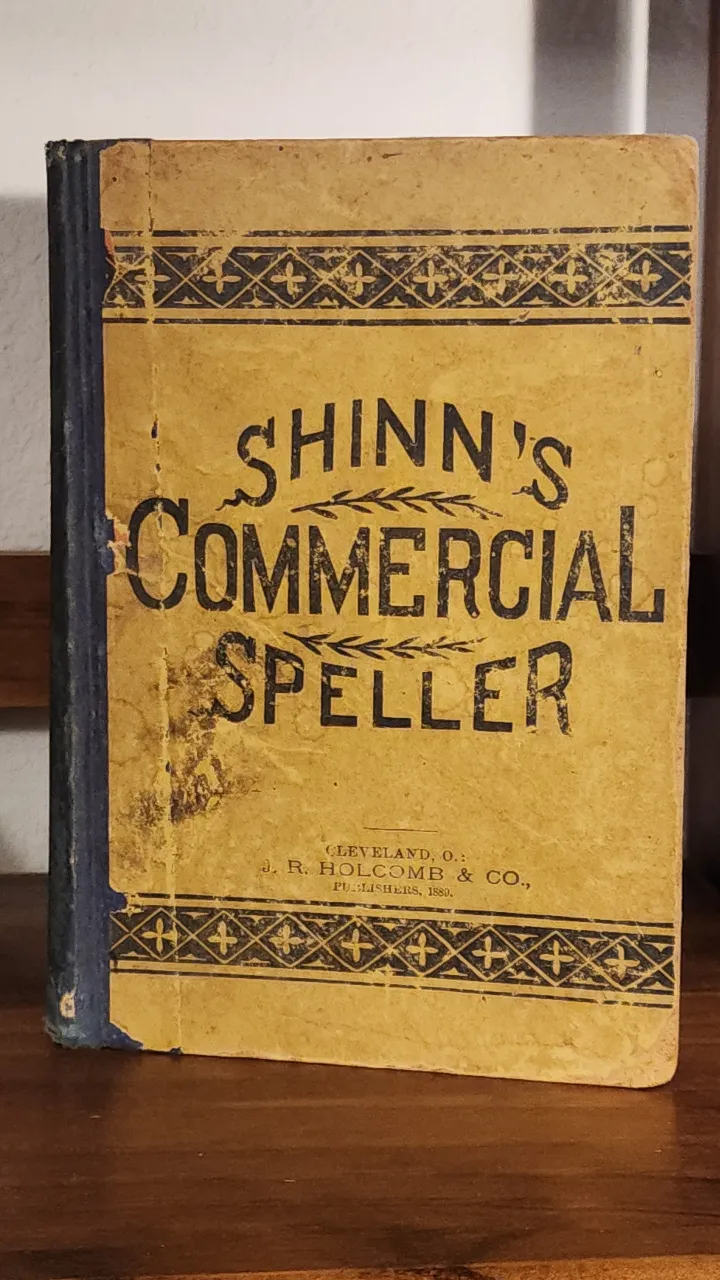 SHINN'S
COMMERCIAL
SPELLER
CLEVELAND, O.:
J. R. HOLCOMB & CO.,
PUBLISHERS, 1889.